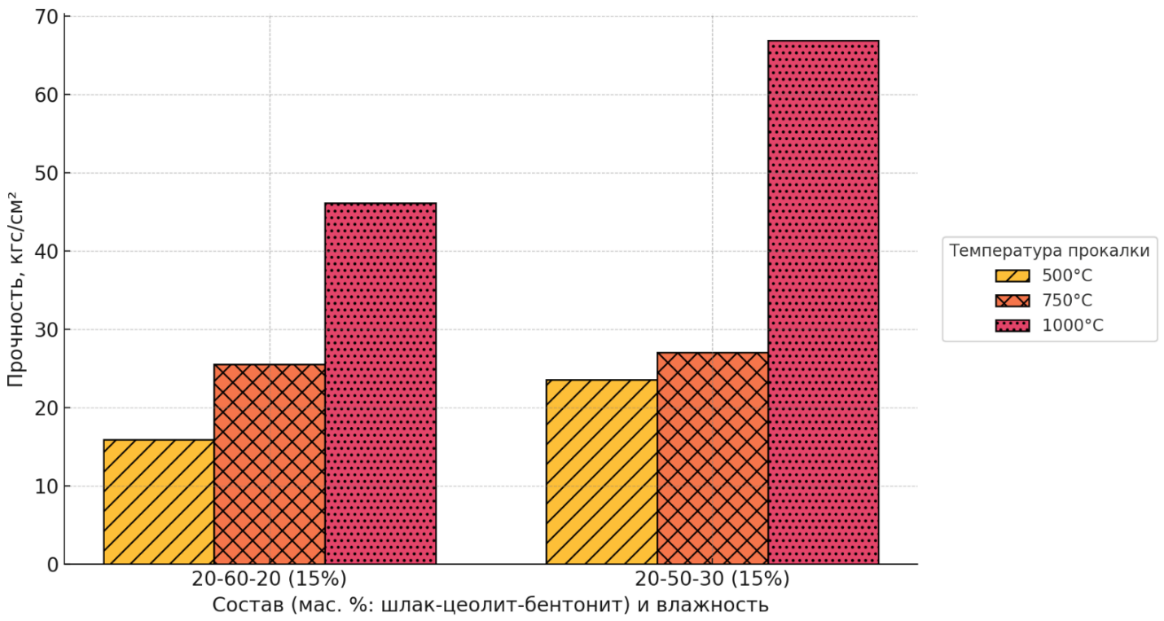 70
60
50
40
30
20
10
0
Прочность, кгс/см²
20-60-20 (15%)
20-50-30 (15%)
Состав (мас. %: шлак-цеолит-бентонит) и влажность
Температура прокалки
500°C
750°C
1000°C